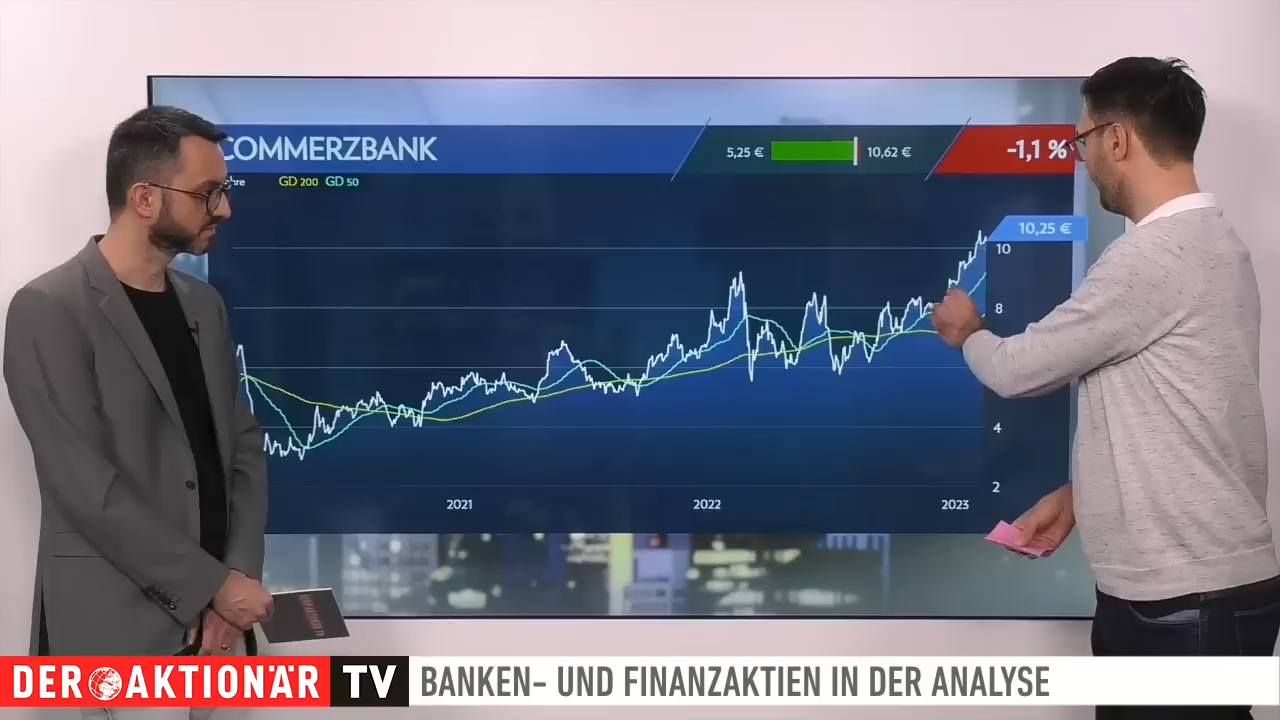 COMMERZBANK
5,25 € 10,62 €
-1,1 %
GD 200 GD 50
10,25 €
10
8
4
2
2021 2022 2023
DER AKTIONÄR TV
BANKEN- UND FINANZAKTIEN IN DER ANALYSE